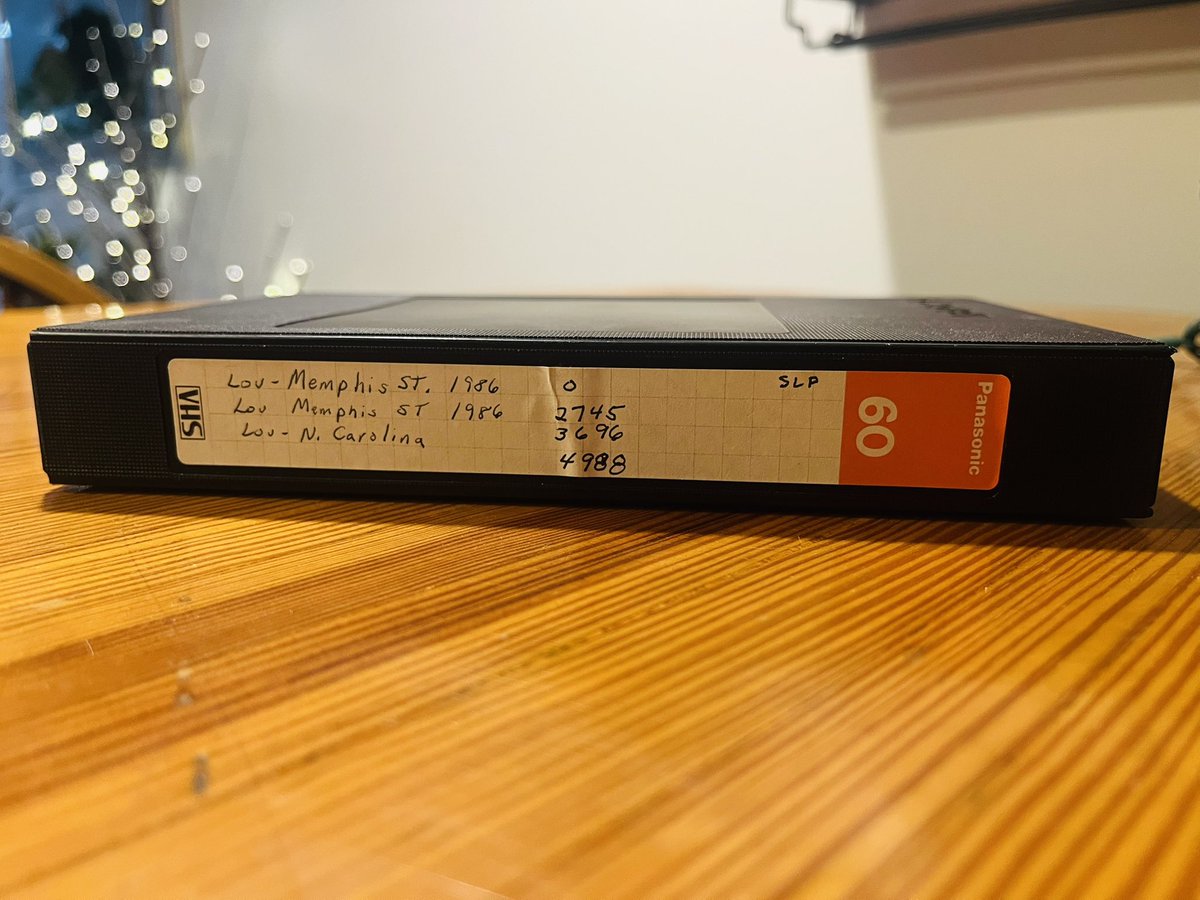 VHS
Lou - Memphis ST. 1986 0 SLP
Lou Memphis ST 1986 2745
Lou - N. Carolina 3696
4988
60
Panasonic